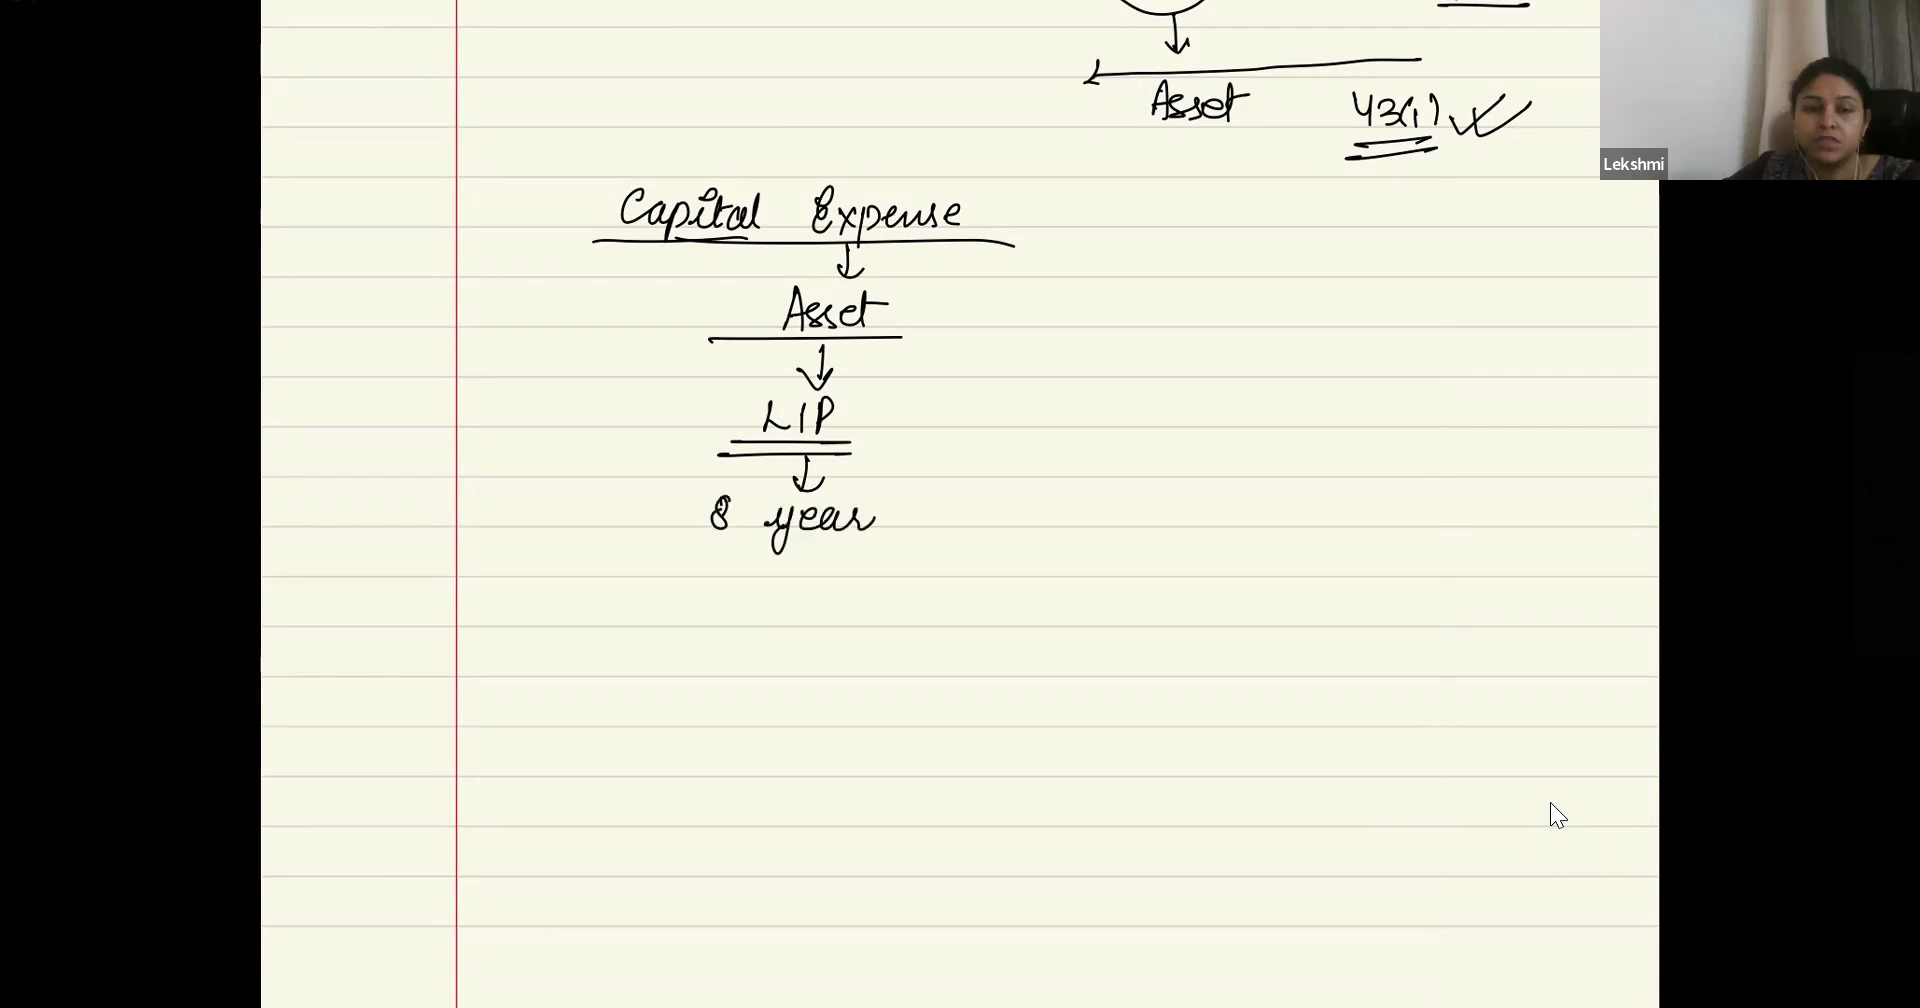 Asset 43(1)
Lekshmi
Capital Expense
Asset
LIP
8 year